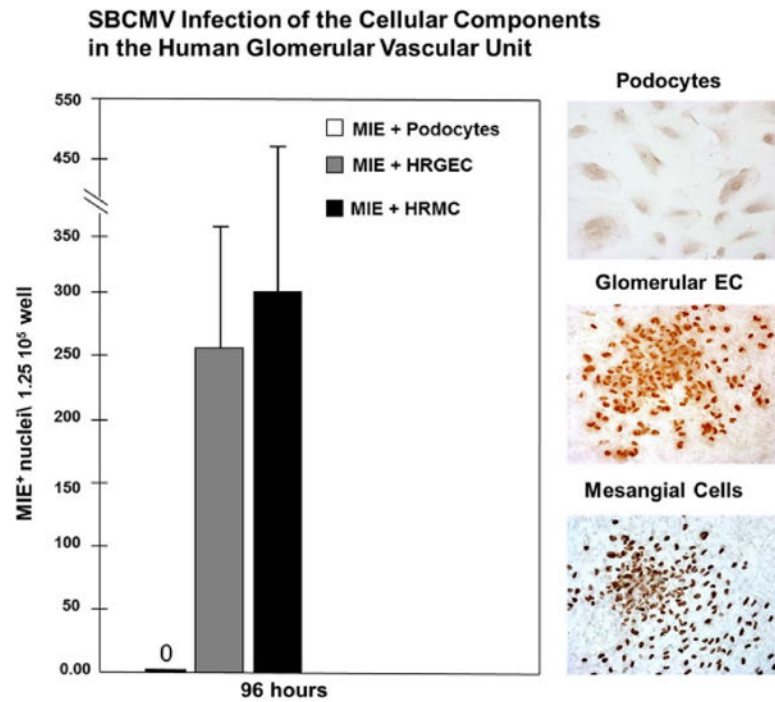 SBCMV Infection of the Cellular Components
in the Human Glomerular Vascular Unit
550
450
350
300
250
200
150
100
50
0.00
MIE⁺ nuclei\ 1.25 10⁵ well
MIE + Podocytes
MIE + HRGEC
MIE + HRMC
0
96 hours
Podocytes
Glomerular EC
Mesangial Cells